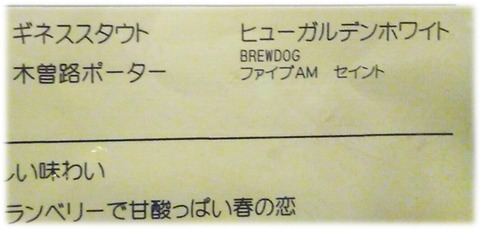 ギネススタウト
ヒューガルデンホワイト
木曽路ポーター
BREWDOG
ファイブAM セイント
い味わい
ランベリーで甘酸っぱい春の恋